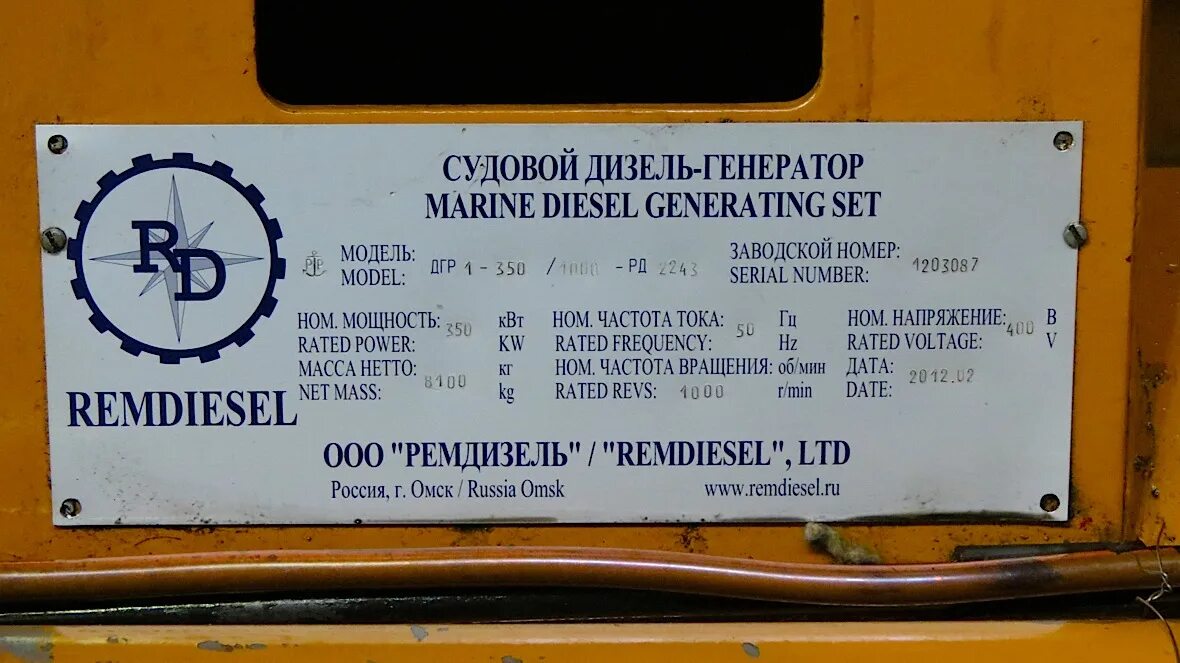 RD
REMDIESEL
СУДОВОЙ ДИЗЕЛЬ-ГЕНЕРАТОР
MARINE DIESEL GENERATING SET
МОДЕЛЬ:
MODEL: ДГР 1 - 350 / 1000 - РД 2243
ЗАВОДСКОЙ НОМЕР:
SERIAL NUMBER: 1203087
НОМ. МОЩНОСТЬ: 350 кВт
RATED POWER: KW
МАССА НЕТТО: 8100 кг
NET MASS: kg
НОМ. ЧАСТОТА ТОКА: 50 Гц
RATED FREQUENCY: Hz
НОМ. ЧАСТОТА ВРАЩЕНИЯ: об/мин
RATED REVS: 1000 r/min
НОМ. НАПРЯЖЕНИЕ: 400 В
RATED VOLTAGE: V
ДАТА: 2012.02
DATE:
ООО "РЕМДИЗЕЛЬ" / "REMDIESEL", LTD
Россия, г. Омск / Russia Omsk www.remdiesel.ru